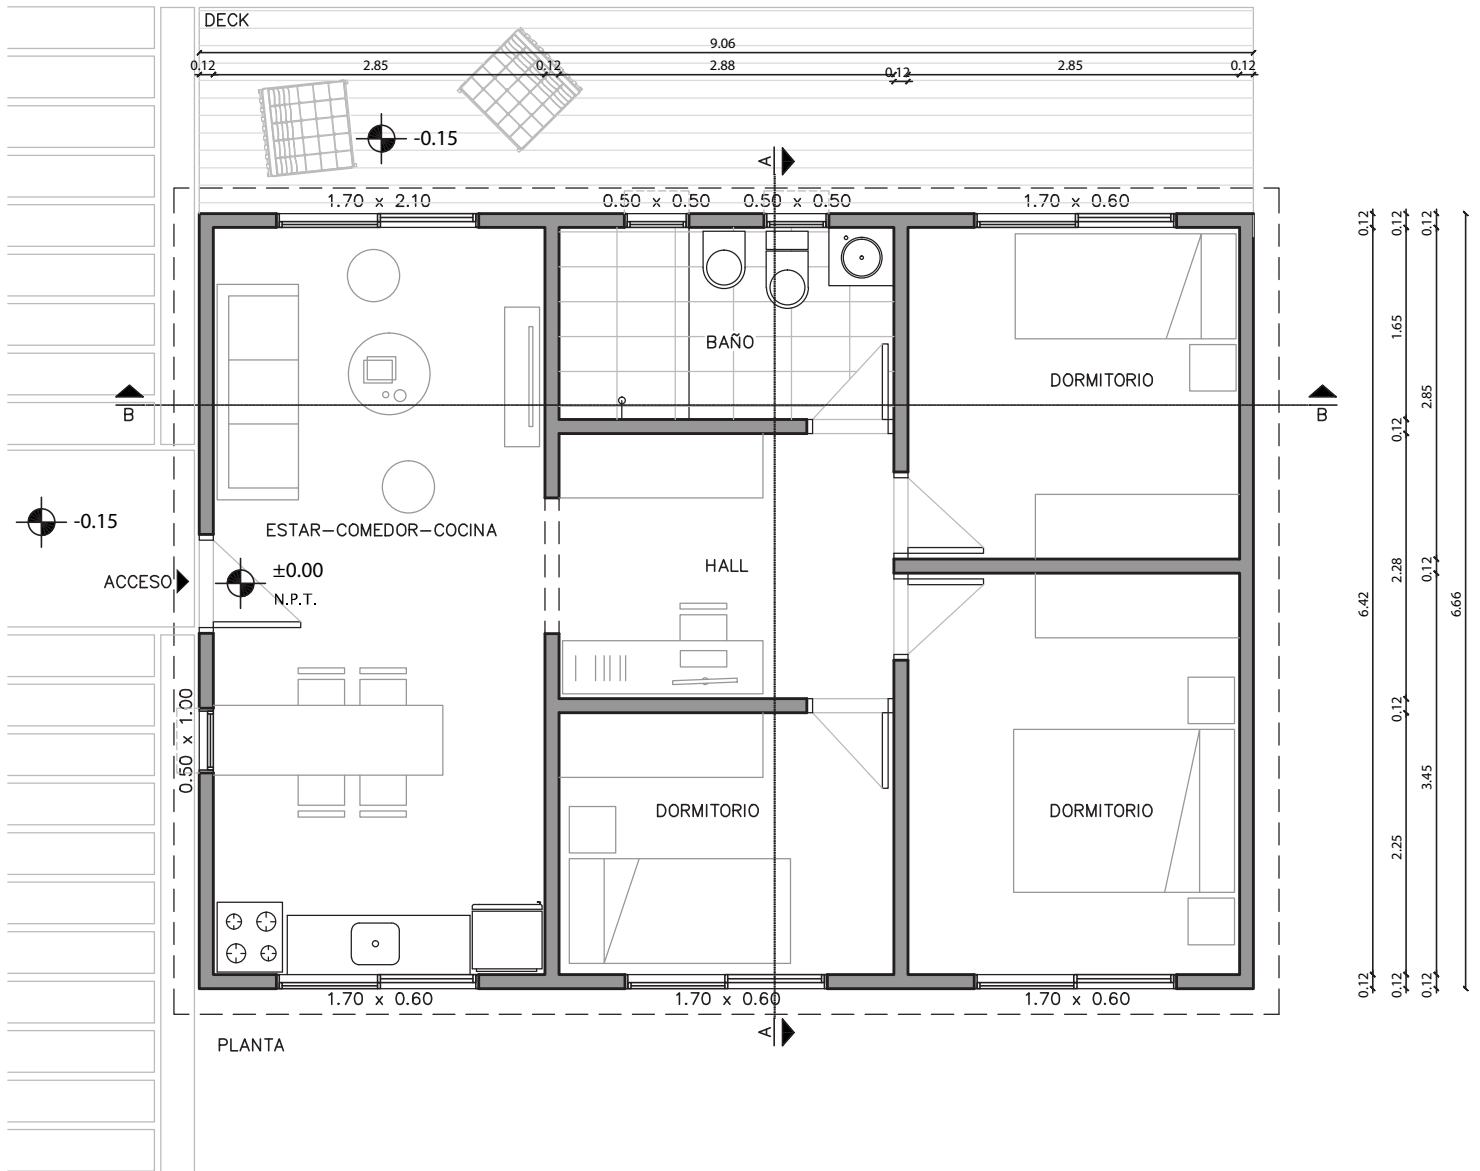 DECK
9.06
0.12 2.85 0.12 2.88 0.12 2.85 0.12
-0.15
A
1.70 x 2.10 0.50 x 0.50 0.50 x 0.50 1.70 x 0.60
0.12 0.12 0.12
BAÑO
1.65
DORMITORIO
B B
2.85
0.12
-0.15
ESTAR-COMEDOR-COCINA
HALL
ACCESO
±0.00
N.P.T.
2.28
0.12
6.42
6.66
0.50 x 1.00
0.12
3.45
DORMITORIO DORMITORIO
2.25
0.12 0.12 0.12
1.70 x 0.60 1.70 x 0.60 1.70 x 0.60
A
PLANTA